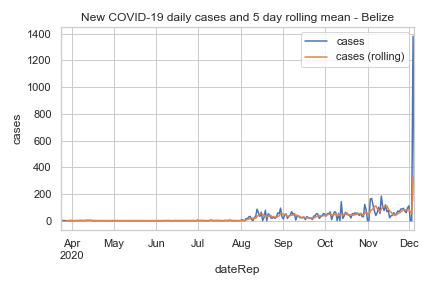 New COVID-19 daily cases and 5 day rolling mean - Belize
cases
cases (rolling)
1400
1200
1000
800
600
400
200
0
cases
Apr May Jun Jul Aug Sep Oct Nov Dec
2020
dateRep